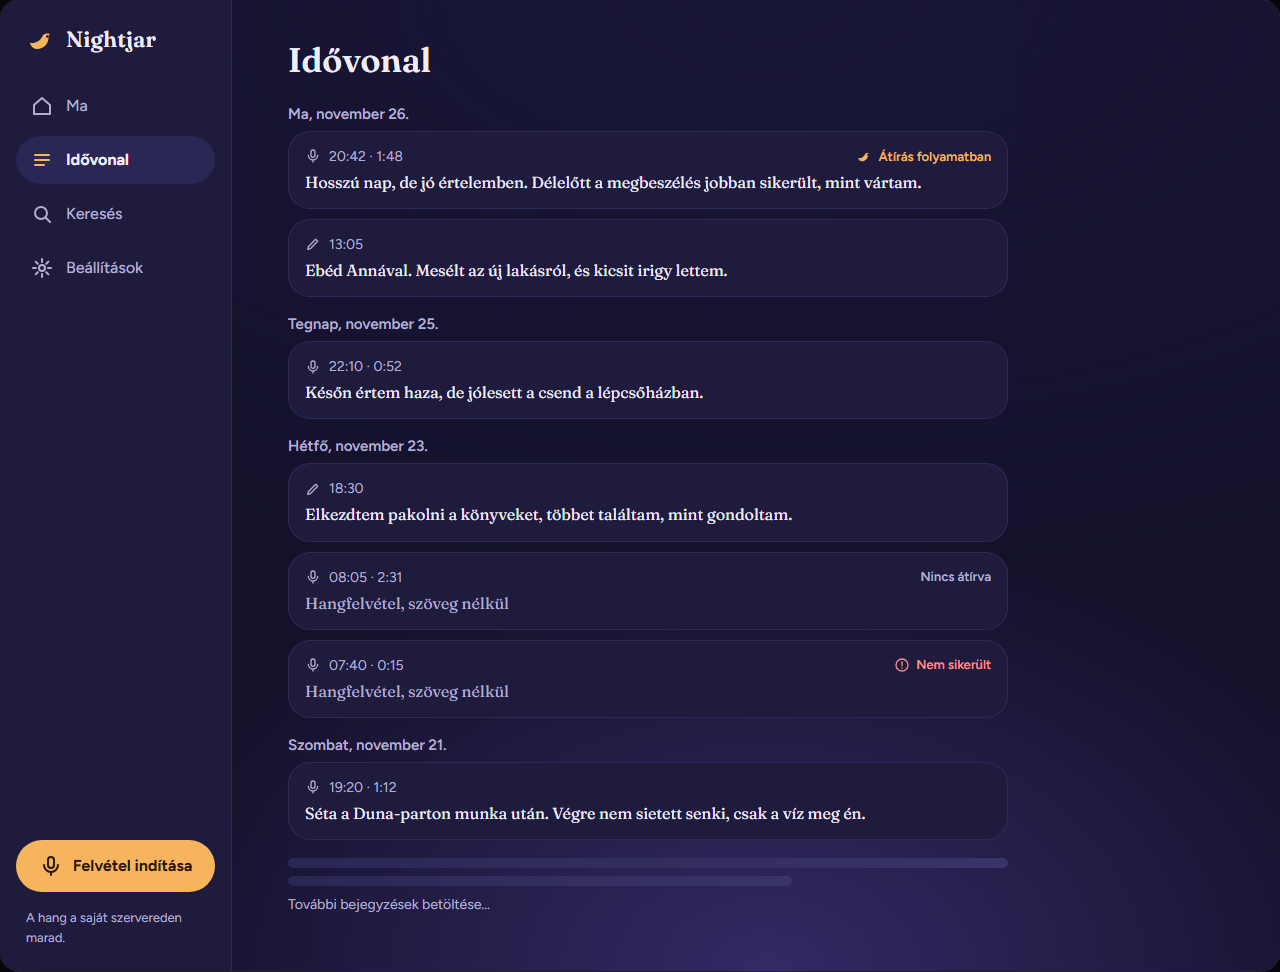 Nightjar
Ma
Idővonal
Keresés
Beállítások
Felvétel indítása
A hang a saját szervereden
marad.
Idővonal
Ma, november 26.
20:42 · 1:48
Átírás folyamatban
Hosszú nap, de jó értelemben. Délelőtt a megbeszélés jobban sikerült, mint vártam.
13:05
Ebéd Annával. Mesélt az új lakásról, és kicsit irigy lettem.
Tegnap, november 25.
22:10 · 0:52
Későn értem haza, de jólesett a csend a lépcsőházban.
Hétfő, november 23.
18:30
Elkezdtem pakolni a könyveket, többet találtam, mint gondoltam.
08:05 · 2:31
Nincs átírva
Hangfelvétel, szöveg nélkül
07:40 · 0:15
Nem sikerült
Hangfelvétel, szöveg nélkül
Szombat, november 21.
19:20 · 1:12
Séta a Duna-parton munka után. Végre nem sietett senki, csak a víz meg én.
További bejegyzések betöltése…